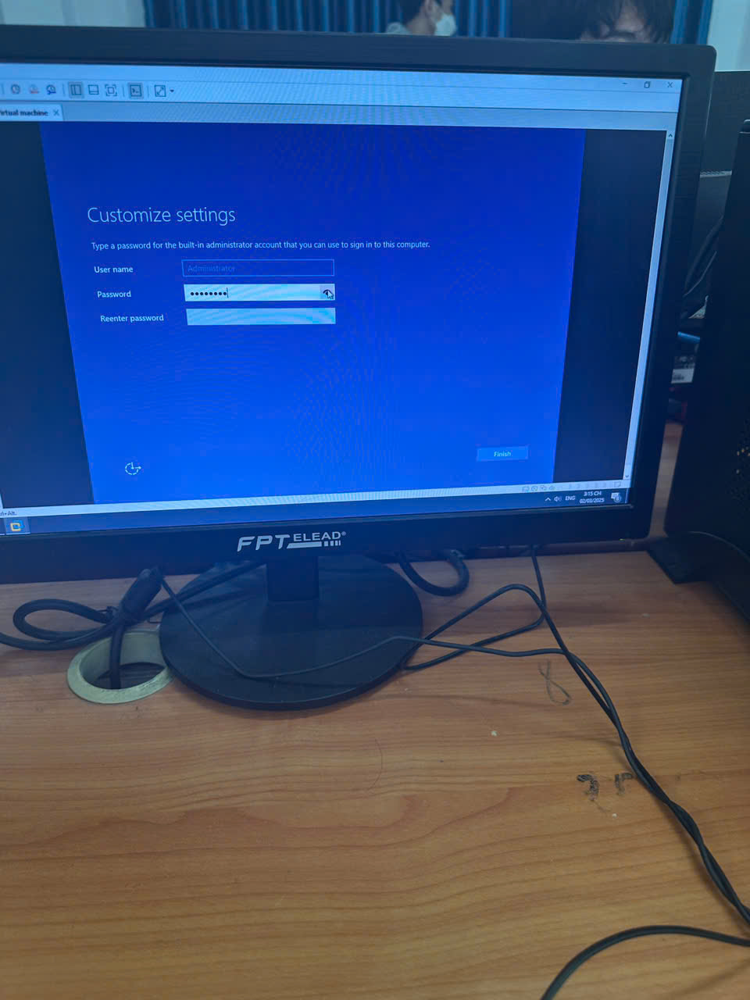 virtual machine
Customize settings
Type a password for the built-in administrator account that you can use to sign in to this computer.
User name
Administrator
Password
Reenter password
Finish
ENG
3:15 CH
02/03/2025
FPT ELEAD®